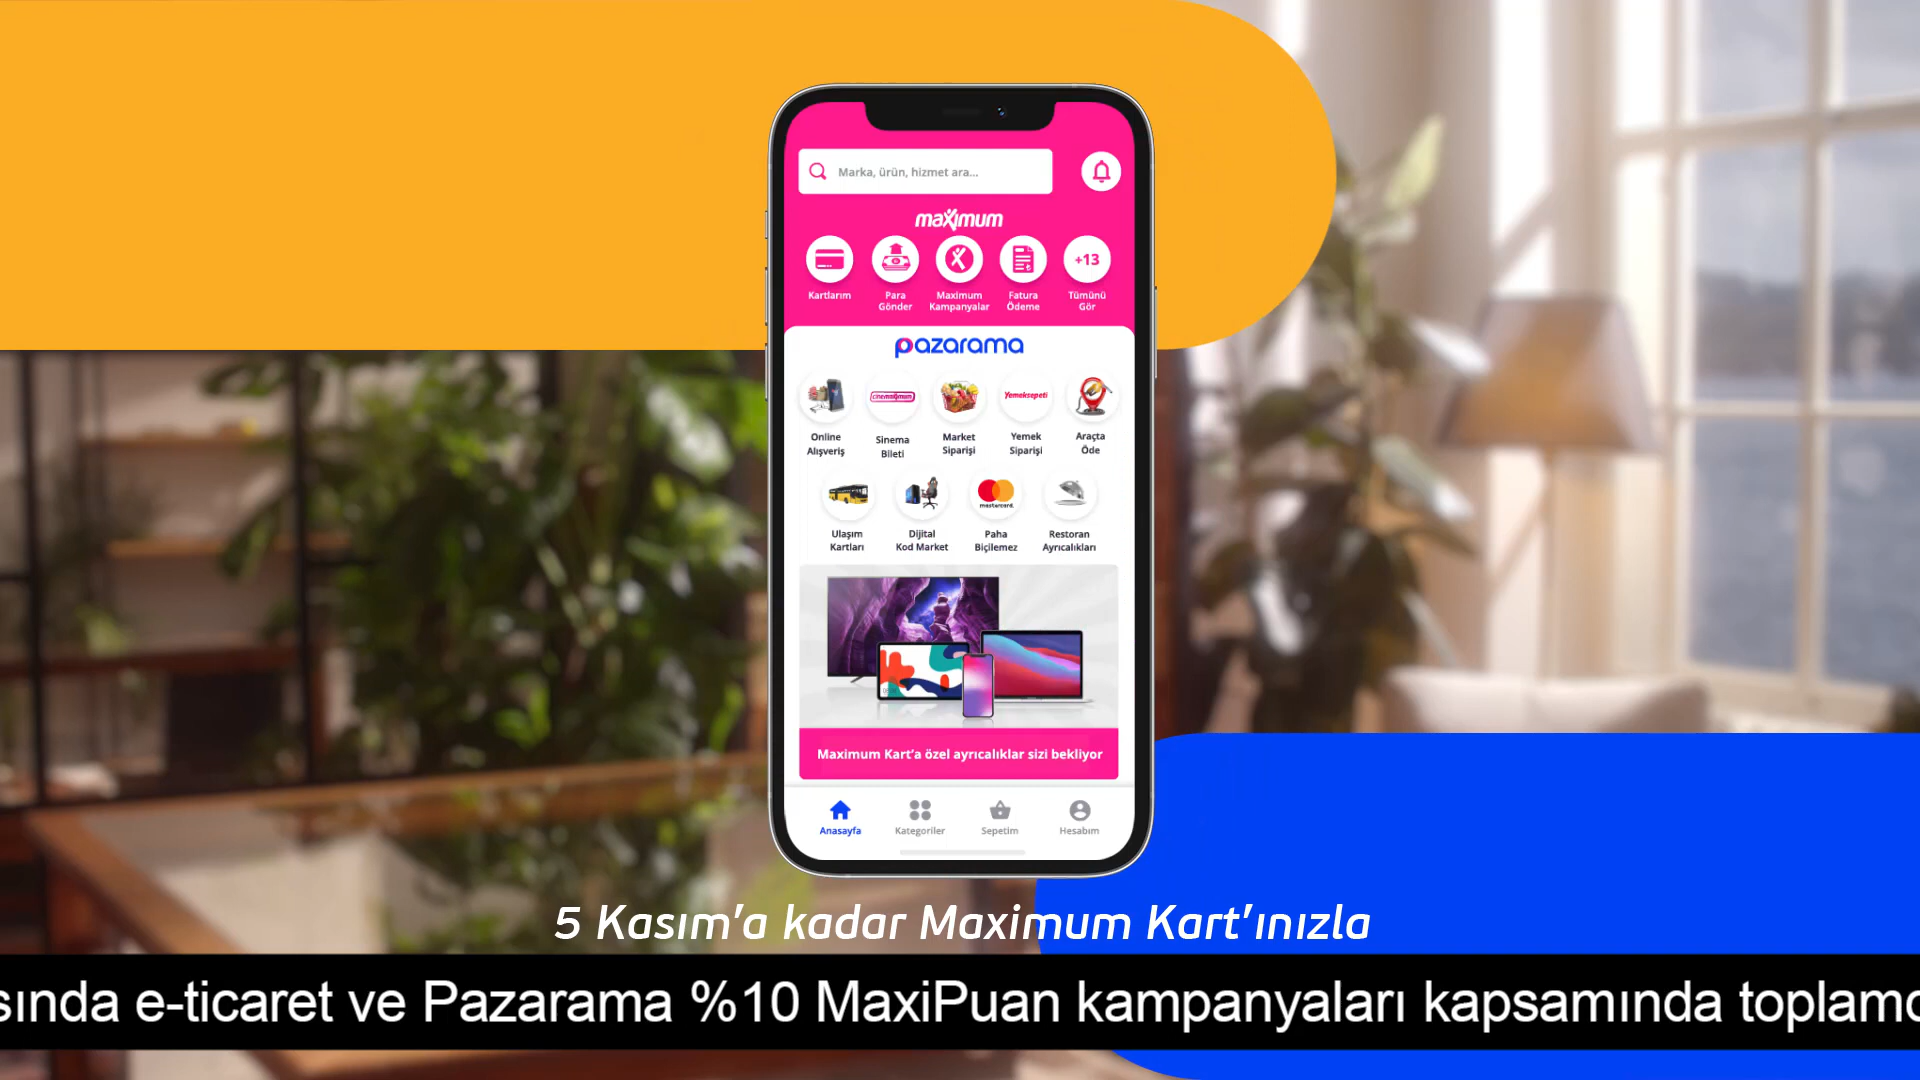 Marka, ürün, hizmet ara...
maximum
+13
Kartlarım
Para Gönder
Maximum Kampanyalar
Fatura Ödeme
Tümünü Gör
pazarama
cinemaximum
Yemeksepeti
Online Alışveriş
Sinema Bileti
Market Siparişi
Yemek Siparişi
Araçta Öde
mastercard.
Ulaşım Kartları
Dijital Kod Market
Paha Biçilemez
Restoran Ayrıcalıkları
Maximum Kart'a özel ayrıcalıklar sizi bekliyor
Anasayfa
Kategoriler
Sepetim
Hesabım
5 Kasım'a kadar Maximum Kart'ınızla
sında e-ticaret ve Pazarama %10 MaxiPuan kampanyaları kapsamında toplamd